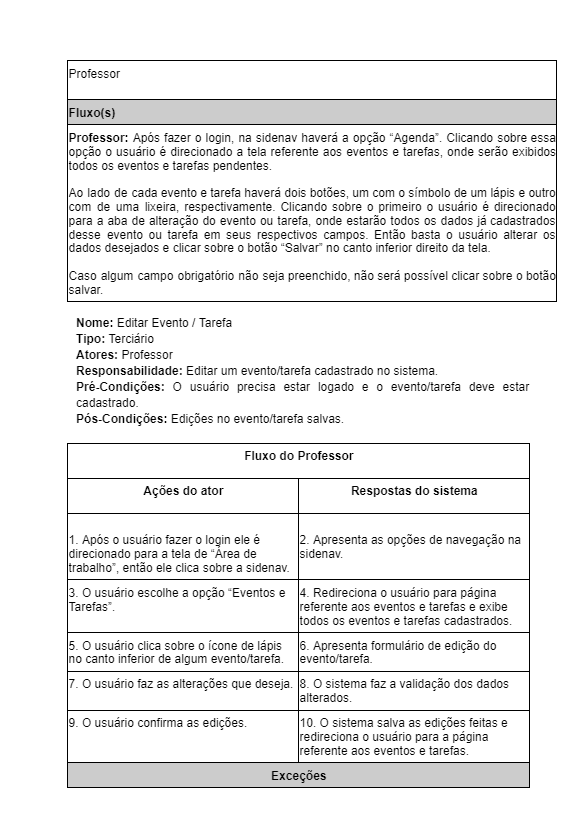 Professor
Fluxo(s)
Professor: Após fazer o login, na sidenav haverá a opção “Agenda”. Clicando sobre essa
opção o usuário é direcionado a tela referente aos eventos e tarefas, onde serão exibidos
todos os eventos e tarefas pendentes.
Ao lado de cada evento e tarefa haverá dois botões, um com o símbolo de um lápis e outro
com de uma lixeira, respectivamente. Clicando sobre o primeiro o usuário é direcionado
para a aba de alteração do evento ou tarefa, onde estarão todos os dados já cadastrados
desse evento ou tarefa em seus respectivos campos. Então basta o usuário alterar os
dados desejados e clicar sobre o botão “Salvar” no canto inferior direito da tela.
Caso algum campo obrigatório não seja preenchido, não será possível clicar sobre o botão
salvar.
Nome: Editar Evento / Tarefa
Tipo: Terciário
Atores: Professor
Responsabilidade: Editar um evento/tarefa cadastrado no sistema.
Pré-Condições: O usuário precisa estar logado e o evento/tarefa deve estar
cadastrado.
Pós-Condições: Edições no evento/tarefa salvas.
Fluxo do Professor
Ações do ator
Respostas do sistema
1. Após o usuário fazer o login ele é
direcionado para a tela de “Área de
trabalho”, então ele clica sobre a sidenav.
2. Apresenta as opções de navegação na
sidenav.
3. O usuário escolhe a opção “Eventos e
Tarefas”.
4. Redireciona o usuário para página
referente aos eventos e tarefas e exibe
todos os eventos e tarefas cadastrados.
5. O usuário clica sobre o ícone de lápis
no canto inferior de algum evento/tarefa.
6. Apresenta formulário de edição do
evento/tarefa.
7. O usuário faz as alterações que deseja.
8. O sistema faz a validação dos dados
alterados.
9. O usuário confirma as edições.
10. O sistema salva as edições feitas e
redireciona o usuário para a página
referente aos eventos e tarefas.
Exceções